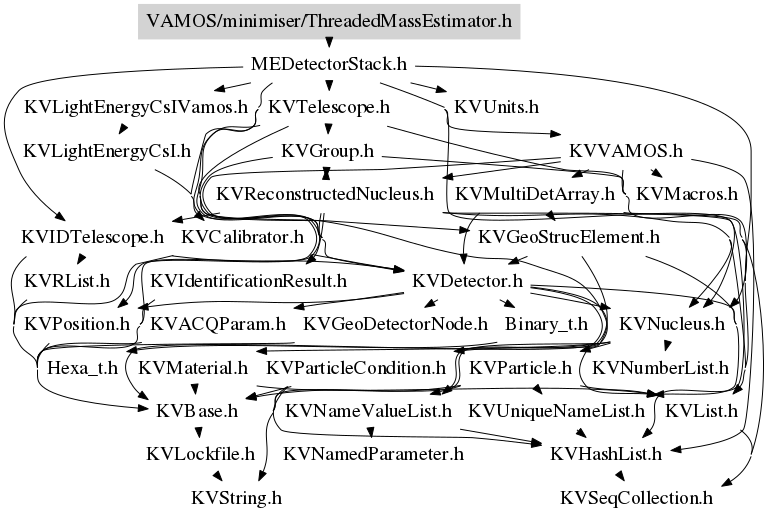 VAMOS/minimiser/ThreadedMassEstimator.h
MEDetectorStack.h
KVLightEnergyCsIVamos.h KVTelescope.h KVUnits.h
KVLightEnergyCsI.h KVGroup.h KVVAMOS.h
KVReconstructedNucleus.h KVMultiDetArray.h KVMacros.h
KVIDTelescope.h KVCalibrator.h KVGeoStrucElement.h
KVRList.h KVIdentificationResult.h KVDetector.h
KVPosition.h KVACQParam.h KVGeoDetectorNode.h Binary_t.h KVNucleus.h
Hexa_t.h KVMaterial.h KVParticleCondition.h KVParticle.h KVNumberList.h
KVBase.h KVNameValueList.h KVUniqueNameList.h KVList.h
KVLockfile.h KVNamedParameter.h KVHashList.h
KVString.h KVSeqCollection.h